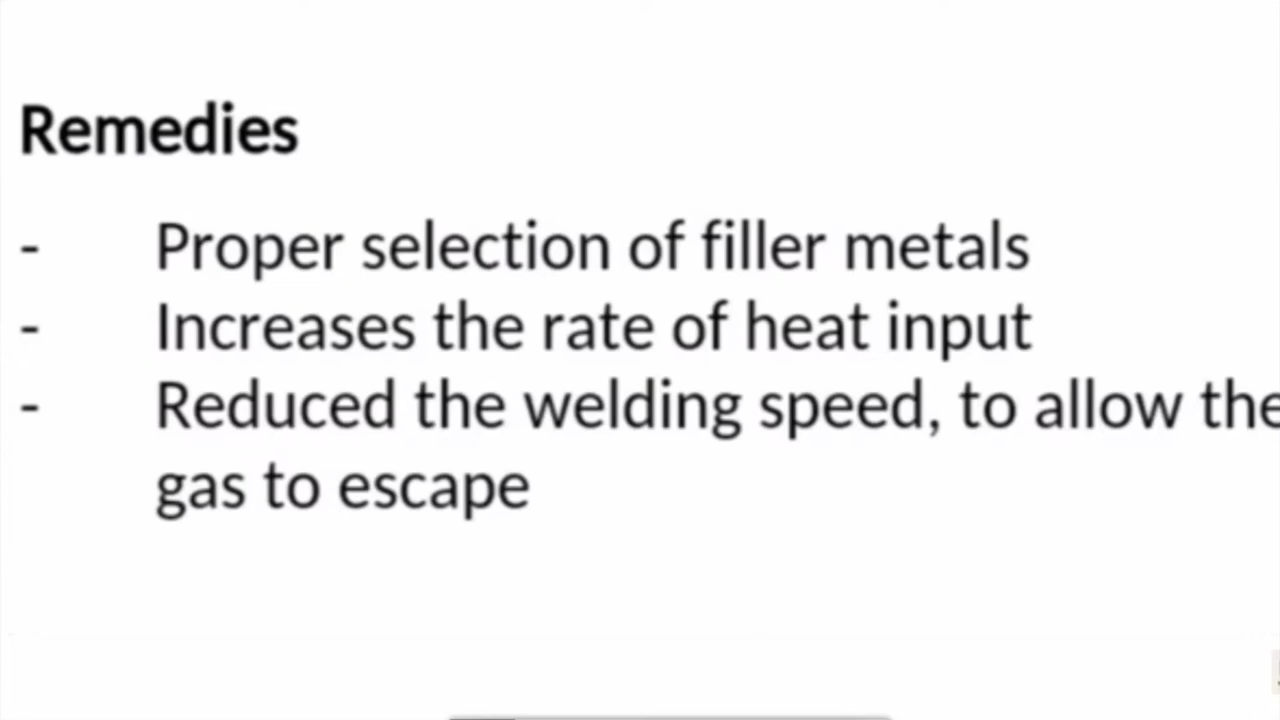 Remedies
- Proper selection of filler metals
- Increases the rate of heat input
- Reduced the welding speed, to allow the
gas to escape